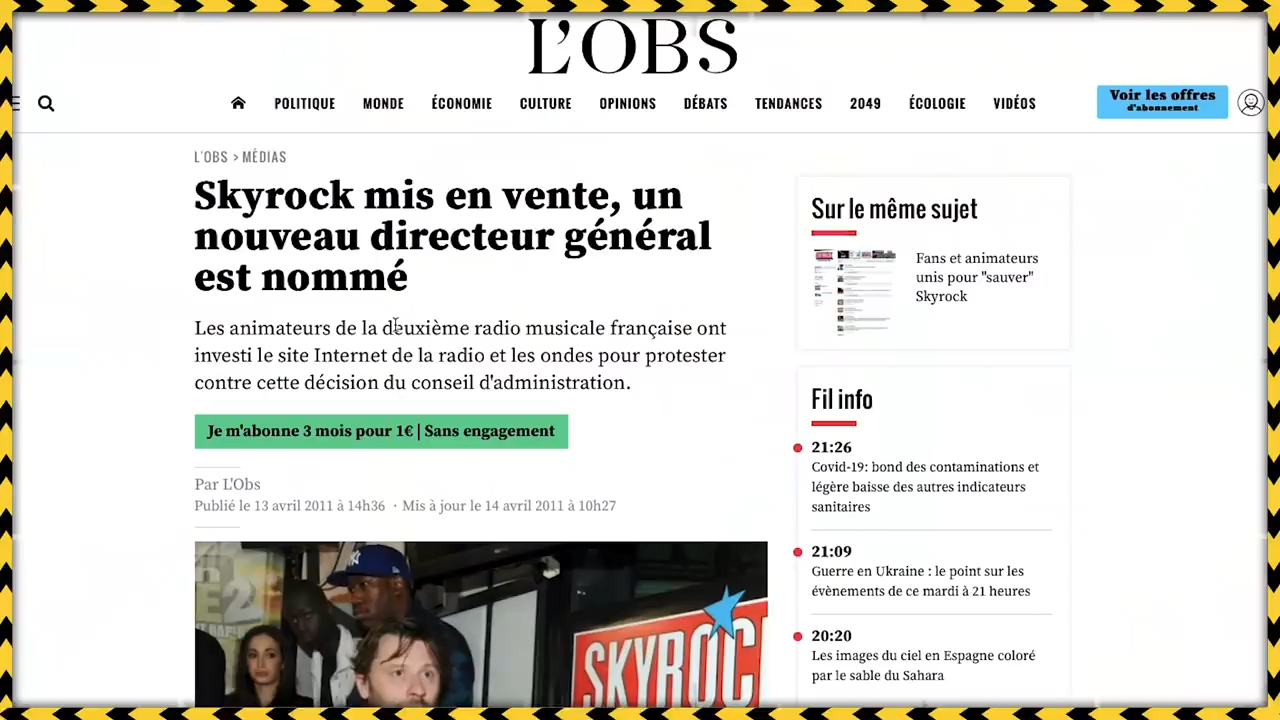 L'OBS
POLITIQUE MONDE ÉCONOMIE CULTURE OPINIONS DÉBATS TENDANCES 2049 ÉCOLOGIE VIDÉOS
Voir les offres
d'abonnement
L'OBS > MÉDIAS
Skyrock mis en vente, un
nouveau directeur général
est nommé
Les animateurs de la deuxième radio musicale française ont
investi le site Internet de la radio et les ondes pour protester
contre cette décision du conseil d'administration.
Je m'abonne 3 mois pour 1€ | Sans engagement
Par L'Obs
Publié le 13 avril 2011 à 14h36 · Mis à jour le 14 avril 2011 à 10h27
SKYROC
Sur le même sujet
Fans et animateurs
unis pour "sauver"
Skyrock
Fil info
21:26
Covid-19: bond des contaminations et
légère baisse des autres indicateurs
sanitaires
21:09
Guerre en Ukraine : le point sur les
évènements de ce mardi à 21 heures
20:20
Les images du ciel en Espagne coloré
par le sable du Sahara